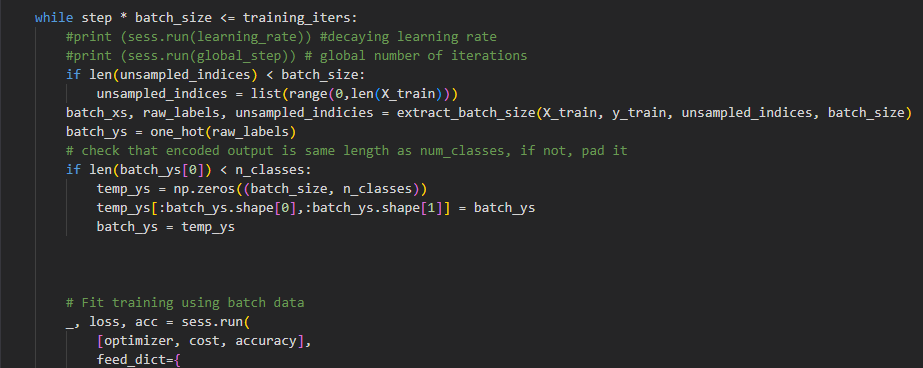 while step * batch_size <= training_iters:
#print (sess.run(learning_rate)) #decaying learning rate
#print (sess.run(global_step)) # global number of iterations
if len(unsampled_indices) < batch_size:
unsampled_indices = list(range(0,len(X_train)))
batch_xs, raw_labels, unsampled_indicies = extract_batch_size(X_train, y_train, unsampled_indices, batch_size)
batch_ys = one_hot(raw_labels)
# check that encoded output is same length as num_classes, if not, pad it
if len(batch_ys[0]) < n_classes:
temp_ys = np.zeros((batch_size, n_classes))
temp_ys[:batch_ys.shape[0],:batch_ys.shape[1]] = batch_ys
batch_ys = temp_ys
# Fit training using batch data
_, loss, acc = sess.run(
[optimizer, cost, accuracy],
feed_dict={